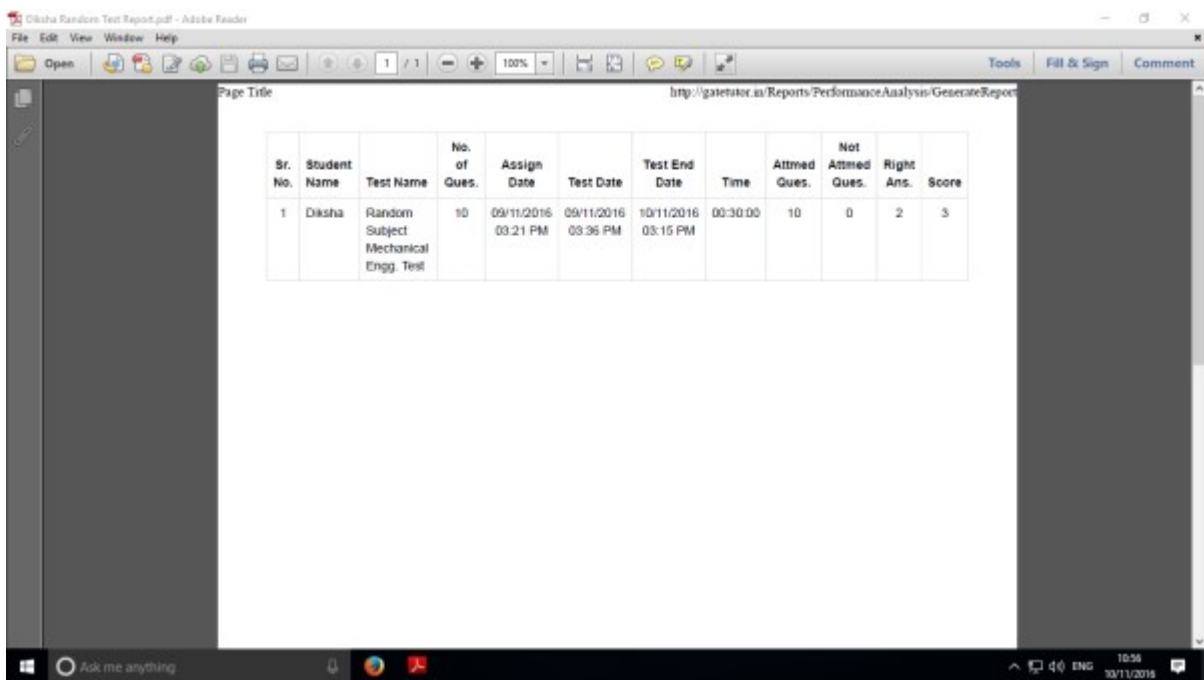 Diksha Random Test Report.pdf - Adobe Reader
File Edit View Window Help
Open 1 / 1 100% Tools Fill & Sign Comment
Page Title http://gatetutor.in/Reports/PerformanceAnalysis/GenerateReport
Sr. No. Student Name Test Name No. of Ques. Assign Date Test Date Test End Date Time Attmed Ques. Not Attmed Ques. Right Ans. Score
1 Diksha Random 10 09/11/2016 09/11/2016 10/11/2016 00:30:00 10 0 2 3
Subject 03:21 PM 03:36 PM 03:15 PM
Mechanical
Engg. Test
Ask me anything ENG 10:56
10/11/2016